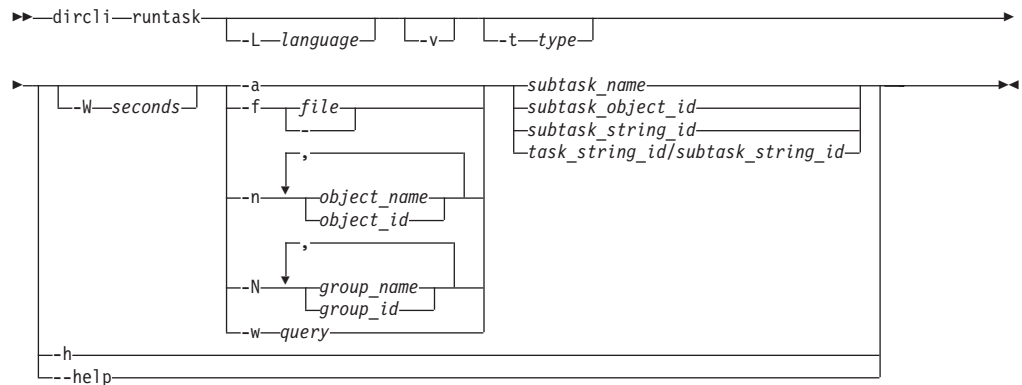 dircli runtask -L language -v -t type
-W seconds -a subtask_name
-f file subtask_object_id
- subtask_string_id
task_string_id/subtask_string_id
,
-n object_name
object_id
,
-N group_name
group_id
-w query
-h
--help